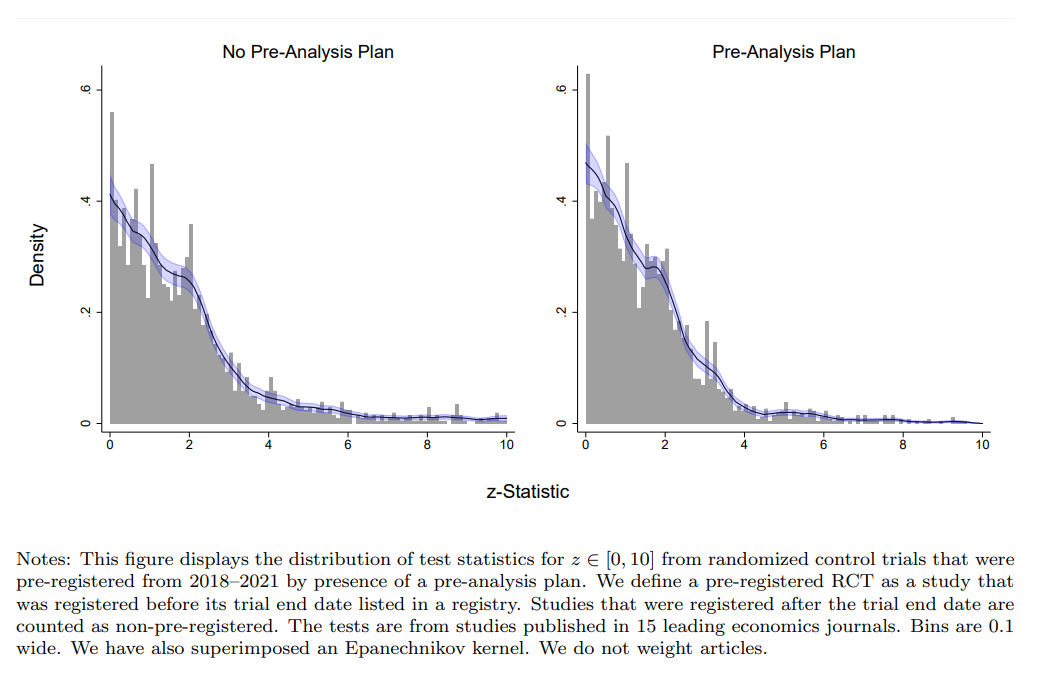 No Pre-Analysis Plan
Pre-Analysis Plan
.6
.4
.2
0
Density
0 2 4 6 8 10
.6
.4
.2
0
0 2 4 6 8 10
z-Statistic
Notes: This figure displays the distribution of test statistics for z ∈ [0, 10] from randomized control trials that were
pre-registered from 2018–2021 by presence of a pre-analysis plan. We define a pre-registered RCT as a study that
was registered before its trial end date listed in a registry. Studies that were registered after the trial end date are
counted as non-pre-registered. The tests are from studies published in 15 leading economics journals. Bins are 0.1
wide. We have also superimposed an Epanechnikov kernel. We do not weight articles.